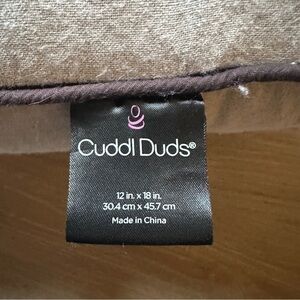 Cuddl Duds®
12 in. x 18 in.
30.4 cm x 45.7 cm
Made in China